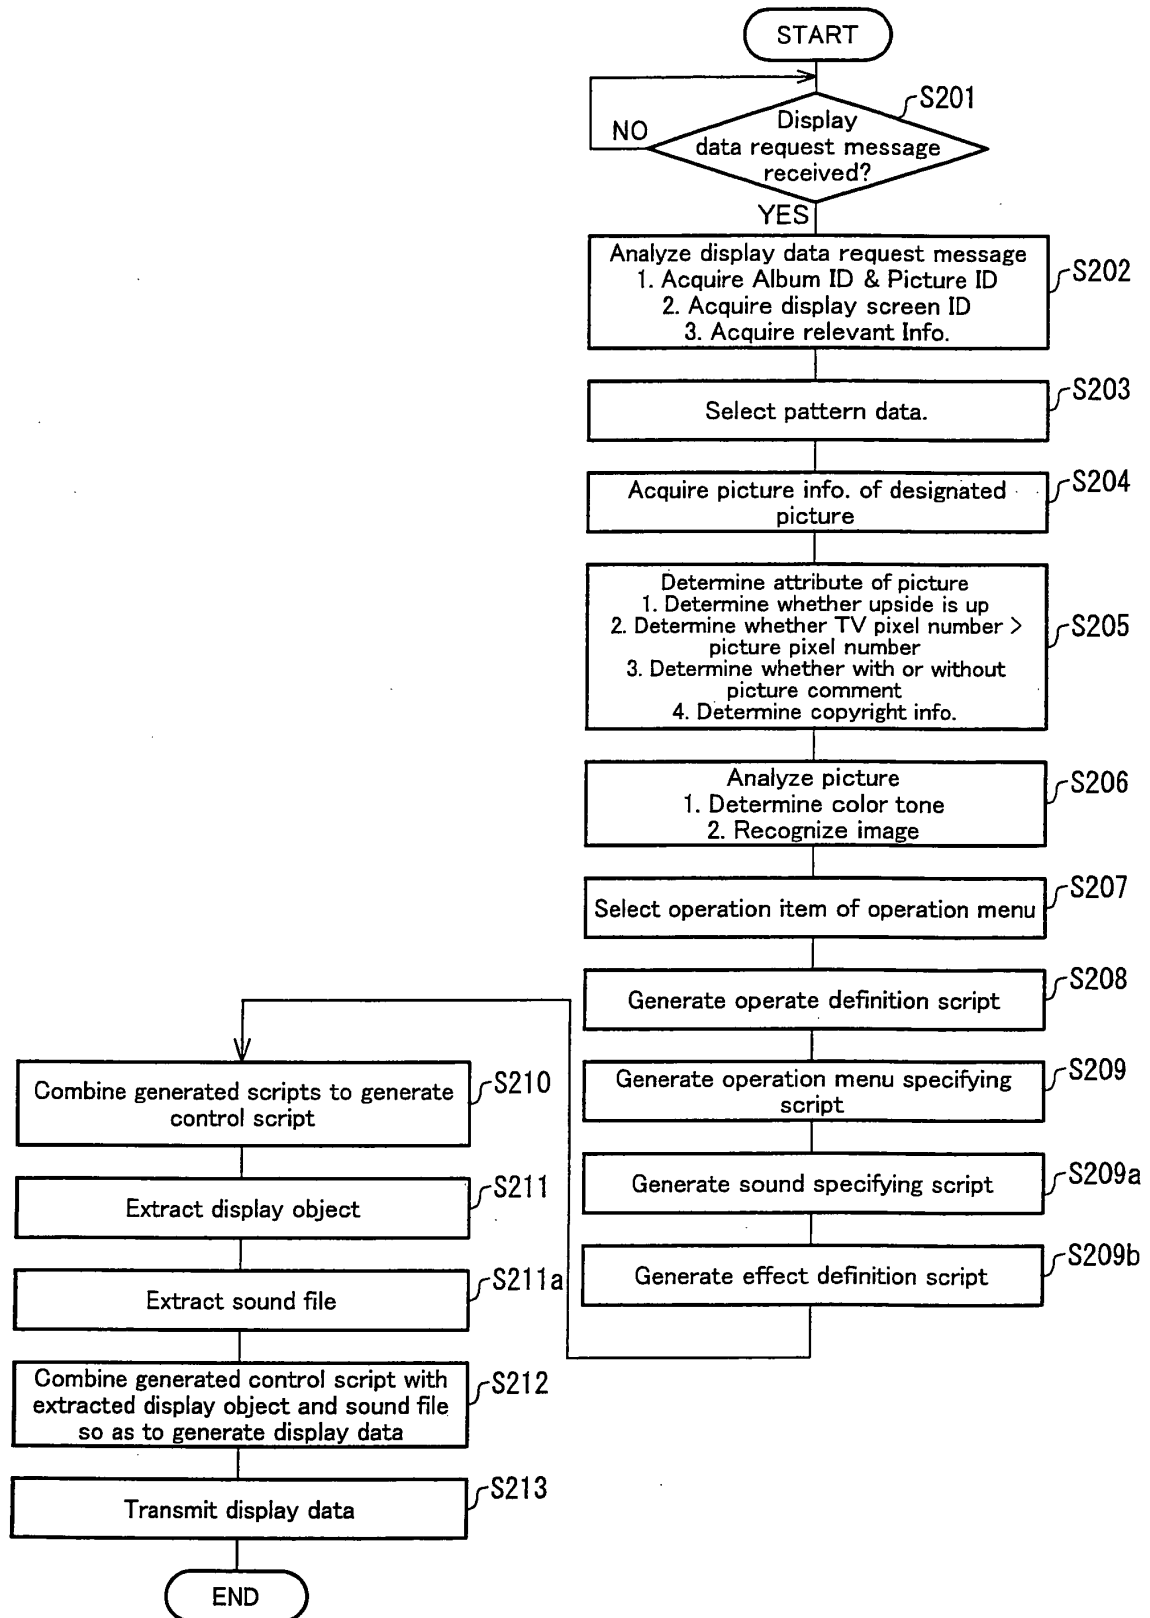 START
S201
Display
data request message
received?
NO
YES
Analyze display data request message
1. Acquire Album ID & Picture ID
2. Acquire display screen ID
3. Acquire relevant Info.
S202
Select pattern data.
S203
Acquire picture info. of designated
picture
S204
Determine attribute of picture
1. Determine whether upside is up
2. Determine whether TV pixel number >
picture pixel number
3. Determine whether with or without
picture comment
4. Determine copyright info.
S205
Analyze picture
1. Determine color tone
2. Recognize image
S206
Select operation item of operation menu
S207
Generate operate definition script
S208
Generate operation menu specifying
script
S209
Generate sound specifying script
S209a
Generate effect definition script
S209b
Combine generated scripts to generate
control script
S210
Extract display object
S211
Extract sound file
S211a
Combine generated control script with
extracted display object and sound file
so as to generate display data
S212
Transmit display data
S213
END